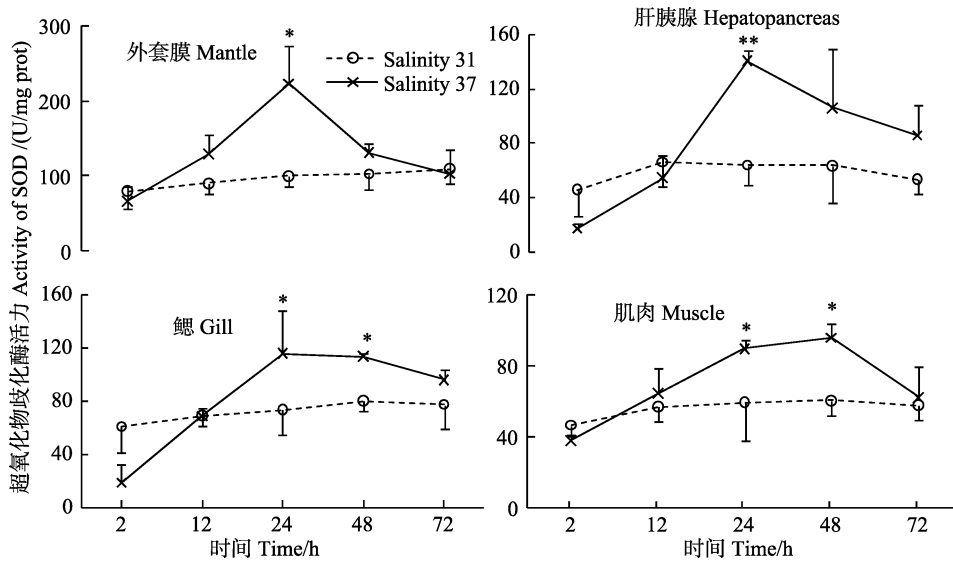 超氧化物歧化酶活力 Activity of SOD /(U/mg prot)
外套膜 Mantle
Salinity 31
Salinity 37
*
300
200
100
0
肝胰腺 Hepatopancreas
**
160
120
80
40
0
鳃 Gill
*
*
160
120
80
40
0
2 12 24 48 72
时间 Time/h
肌肉 Muscle
*
*
120
80
40
0
2 12 24 48 72
时间 Time/h